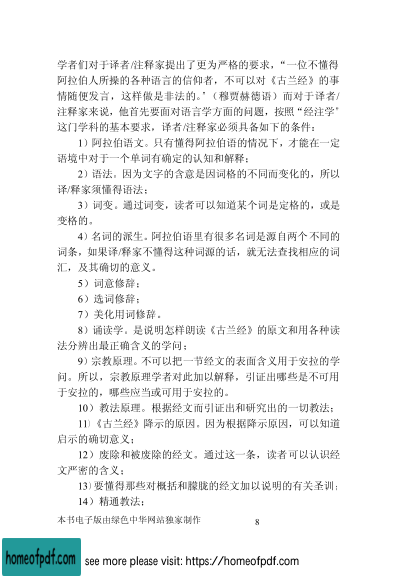 学者们对于译者/注释家提出了更为严格的要求，“一位不懂得
阿拉伯人所操的各种语言的信仰者，不可以对《古兰经》的事
情随便发言，这样做是非法的。”（穆贾赫德语）而对于译者/
注释家来说，他首先要面对语言学方面的问题，按照“经注学”
这门学科的基本要求，译者/注释家必须具备如下的条件：
1）阿拉伯语文。只有懂得阿拉伯语的情况下，才能在一定
语境中对于一个单词有确定的认知和解释；
2）语法。因为文字的含意是因词格的不同而变化的，所以
译/释家须懂得语法；
3）词变。通过词变，读者可以知道某个词是定格的，或是
变格的。
4）名词的派生。阿拉伯语里有很多名词是源自两个不同的
词条，如果译/释家不懂得这种词源的话，就无法查找相应的词
汇，及其确切的意义。
5）词意修辞；
6）选词修辞；
7）美化用词修辞。
8）诵读学。是说明怎样朗读《古兰经》的原文和用各种读
法分辨出最正确含义的学问；
9）宗教原理。不可以把一节经文的表面含义用于安拉的学
问。所以，宗教原理学者对此加以解释，引证出哪些是不可用
于安拉的，哪些应当或可用于安拉的。
10）教法原理。根据经文而引证出和研究出的一切教法；
11）《古兰经》降示的原因。因为根据降示原因，可以知道
启示的确切意义；
12）废除和被废除的经文。通过这一条，读者可以认识经
文严密的含义；
13）要懂得那些对概括和朦胧的经文加以说明的有关圣训；
14）精通教法；
本书电子版由绿色中华网站独家制作 8
homeofpdf.com see more please visit: https://homeofpdf.com